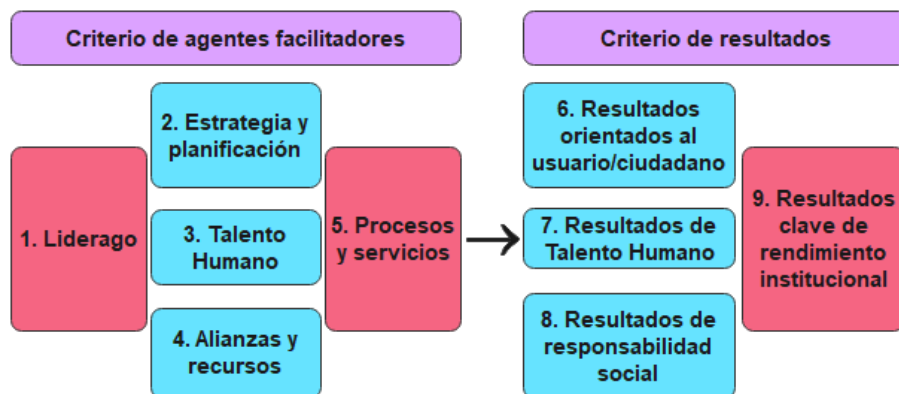 Criterio de agentes facilitadores
Criterio de resultados
1. Liderago
2. Estrategia y
planificación
3. Talento
Humano
4. Alianzas y
recursos
5. Procesos
y servicios
6. Resultados
orientados al
usuario/ciudadano
7. Resultados de
Talento Humano
8. Resultados de
responsabilidad
social
9. Resultados
clave de
rendimiento
institucional